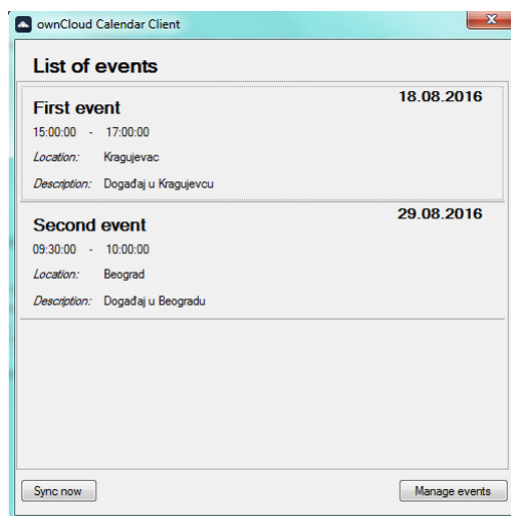 ownCloud Calendar Client
List of events
First event 18.08.2016
15:00:00 - 17:00:00
Location: Kragujevac
Description: Događaj u Kragujevcu
Second event 29.08.2016
09:30:00 - 10:00:00
Location: Beograd
Description: Događaj u Beogradu
Sync now Manage events